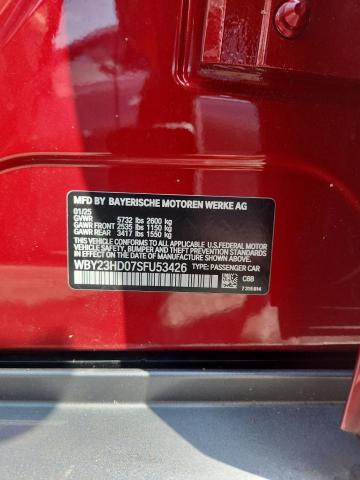 MFD BY BAYERISCHE MOTOREN WERKE AG
01/25
GVWR 5732 lbs 2600 kg
GAWR FRONT 2535 lbs 1150 kg
GAWR REAR 3417 lbs 1550 kg
THIS VEHICLE CONFORMS TO ALL APPLICABLE FEDERAL MOTOR
VEHICLE SAFETY, BUMPER, AND THEFT PREVENTION STANDARDS
IN EFFECT ON THE DATE OF MANUFACTURE SHOWN ABOVE.
WBY23HD07SFU53426 TYPE: PASSENGER CAR
C6B